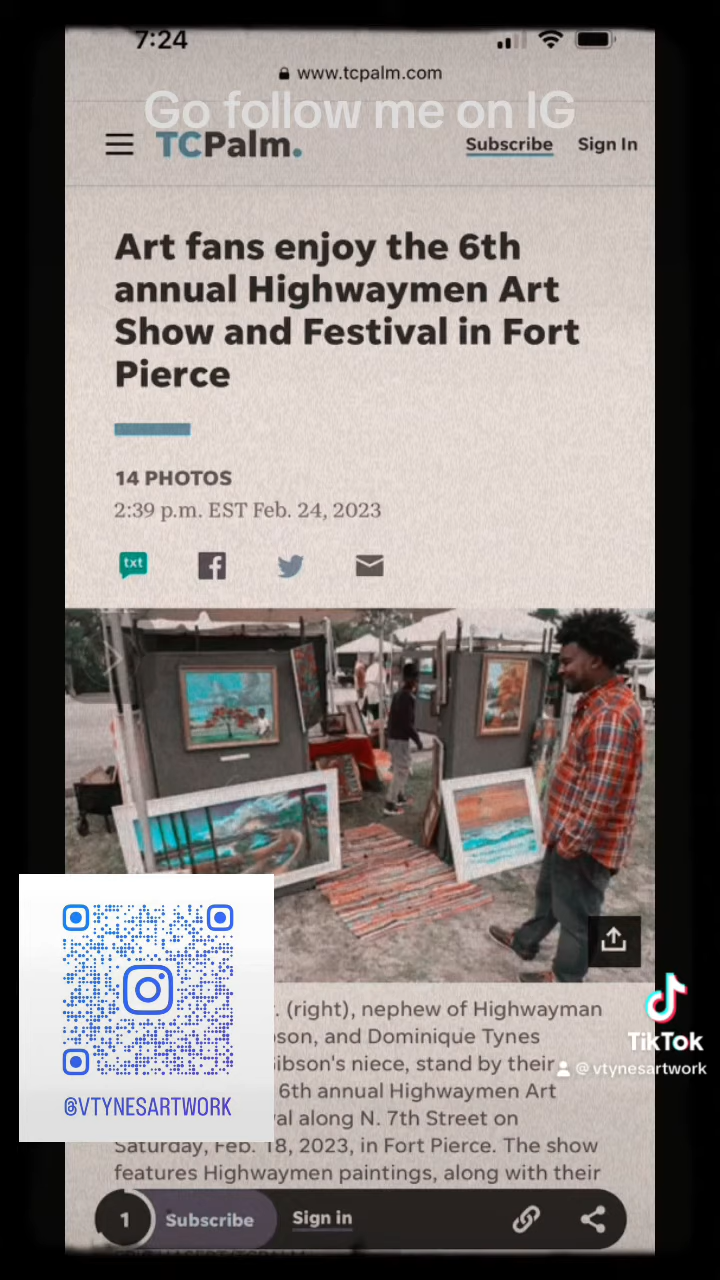 7:24
www.tcpalm.com
Go follow me on IG
TCPalm.
Subscribe
Sign In
Art fans enjoy the 6th
annual Highwaymen Art
Show and Festival in Fort
Pierce
14 PHOTOS
2:39 p.m. EST Feb. 24, 2023
txt
(right), nephew of Highwayman
and Dominique Tynes
niece, stand by their
6th annual Highwaymen Art
along N. 7th Street on
Saturday, Feb. 18, 2023, in Fort Pierce. The show
features Highwaymen paintings, along with their
@VTYNESARTWORK
TikTok
@vtynesartwork
1
Subscribe
Sign in